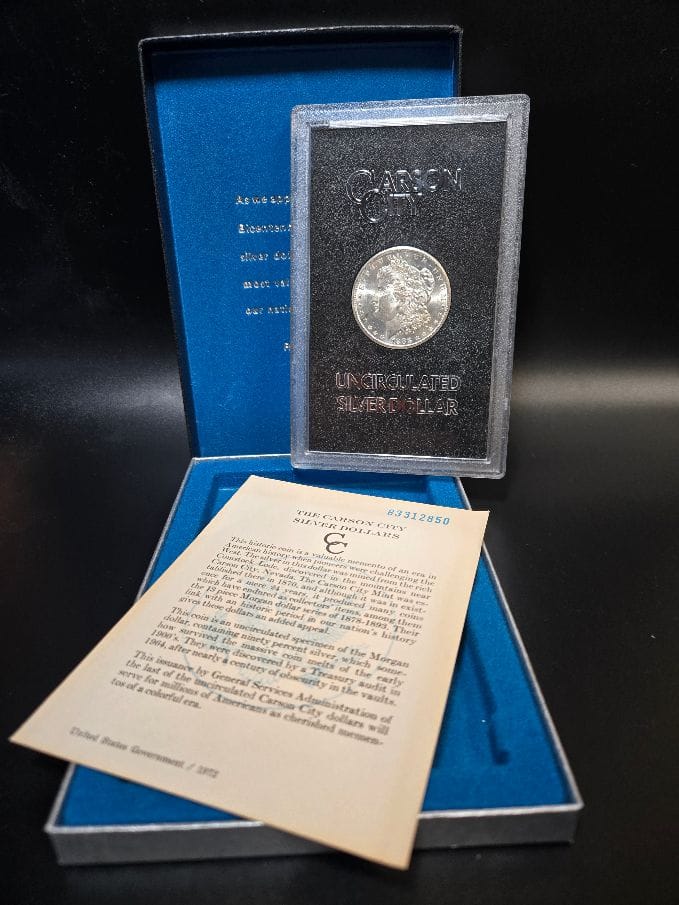 As we app
Bicentenn
silver do
most va
our natio
R
CARSON
CITY
1882
UNCIRCULATED
SILVER DOLLAR
83312850
THE CARSON CITY
SILVER DOLLARS
CC
This historic coin is a valuable memento of an era in
American history when pioneers were challenging the
West. The silver in this dollar was mined from the rich
Comstock Lode, discovered in the mountains near
Carson City, Nevada. The Carson City Mint was es-
tablished there in 1870, and although it was in exist-
ence for a mere 24 years, it produced many coins
which have endured as collectors' items, among them
the 13 piece Morgan dollar series of 1878-1893. Their
link with an historic period in our nation's history
gives these dollars an added appeal.
This coin is an uncirculated specimen of the Morgan
dollar, containing ninety percent silver, which some-
how survived the massive coin melts of the early
1900's. They were discovered by a Treasury audit in
1964, after nearly a century of obscurity in the vaults.
This issuance by General Services Administration of
the last of the uncirculated Carson City dollars will
serve for millions of Americans as cherished memen-
tos of a colorful era.
United States Government / 1972